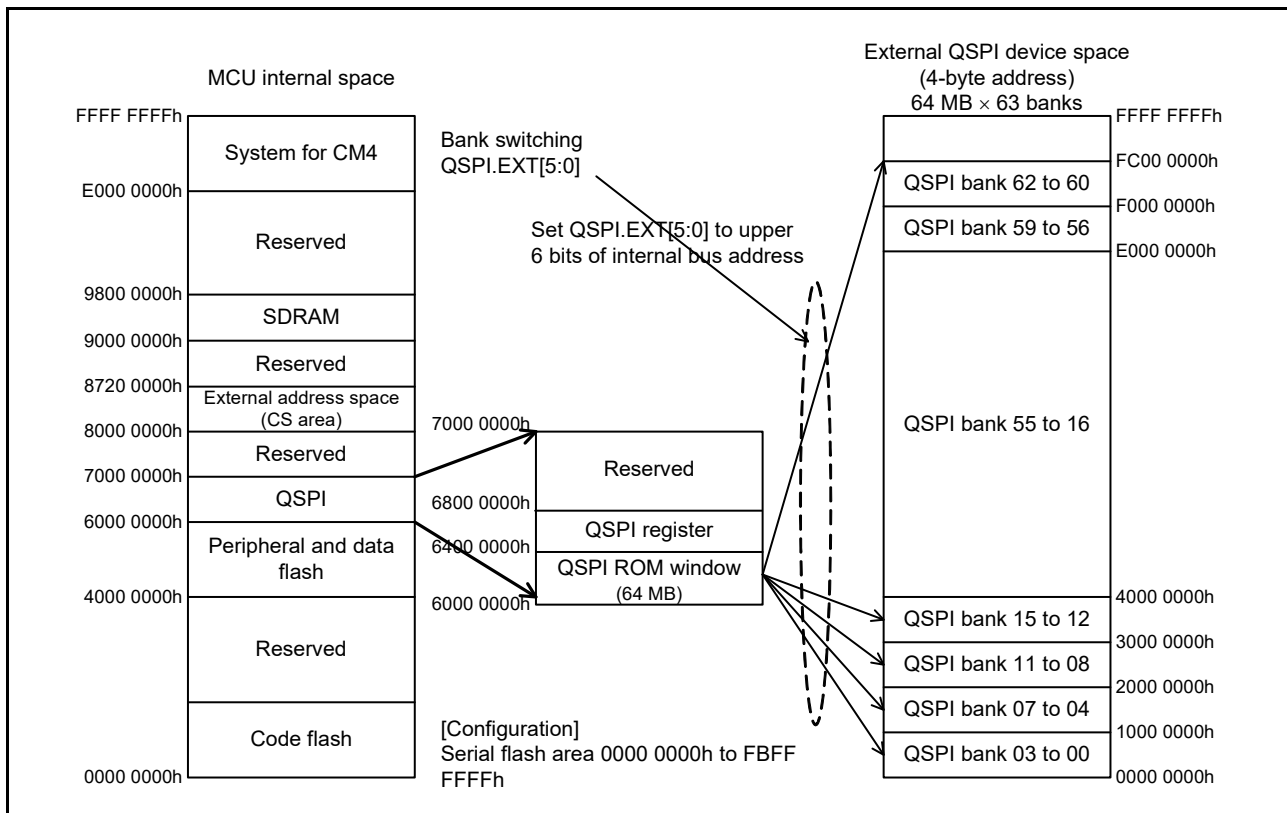 MCU internal space
FFFF FFFFh
System for CM4
E000 0000h
Reserved
9800 0000h
SDRAM
9000 0000h
Reserved
8720 0000h
External address space
(CS area)
8000 0000h
Reserved
7000 0000h
QSPI
6000 0000h
Peripheral and data
flash
4000 0000h
Reserved
Code flash
0000 0000h
Bank switching
QSPI.EXT[5:0]
Set QSPI.EXT[5:0] to upper
6 bits of internal bus address
7000 0000h
Reserved
6800 0000h
QSPI register
6400 0000h
QSPI ROM window
(64 MB)
6000 0000h
[Configuration]
Serial flash area 0000 0000h to FBFF
FFFFh
External QSPI device space
(4-byte address)
64 MB × 63 banks
FFFF FFFFh
FC00 0000h
QSPI bank 62 to 60
F000 0000h
QSPI bank 59 to 56
E000 0000h
QSPI bank 55 to 16
4000 0000h
QSPI bank 15 to 12
3000 0000h
QSPI bank 11 to 08
2000 0000h
QSPI bank 07 to 04
1000 0000h
QSPI bank 03 to 00
0000 0000h